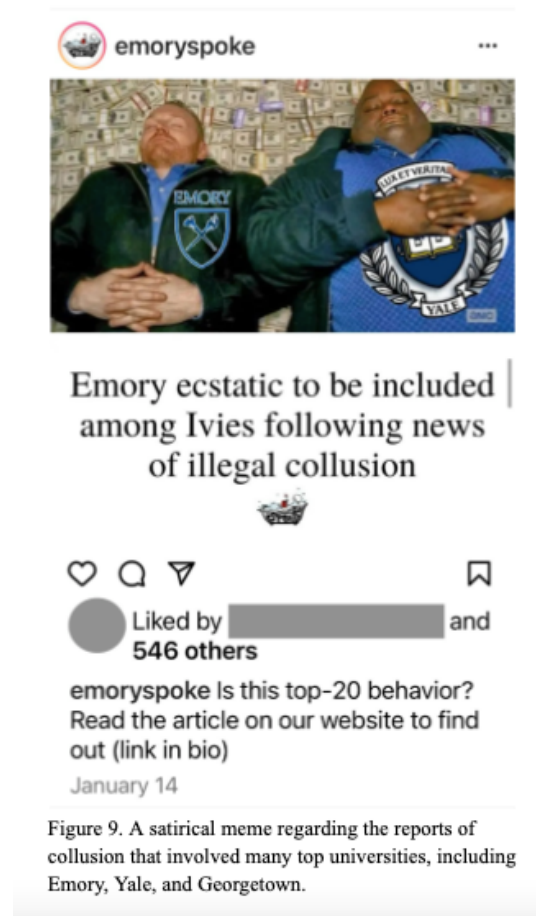 emoryspoke
EMORY
LUX ET VERITAS
YALE
amc
Emory ecstatic to be included
among Ivies following news
of illegal collusion
Liked by and
546 others
emoryspoke Is this top-20 behavior?
Read the article on our website to find
out (link in bio)
January 14
Figure 9. A satirical meme regarding the reports of
collusion that involved many top universities, including
Emory, Yale, and Georgetown.